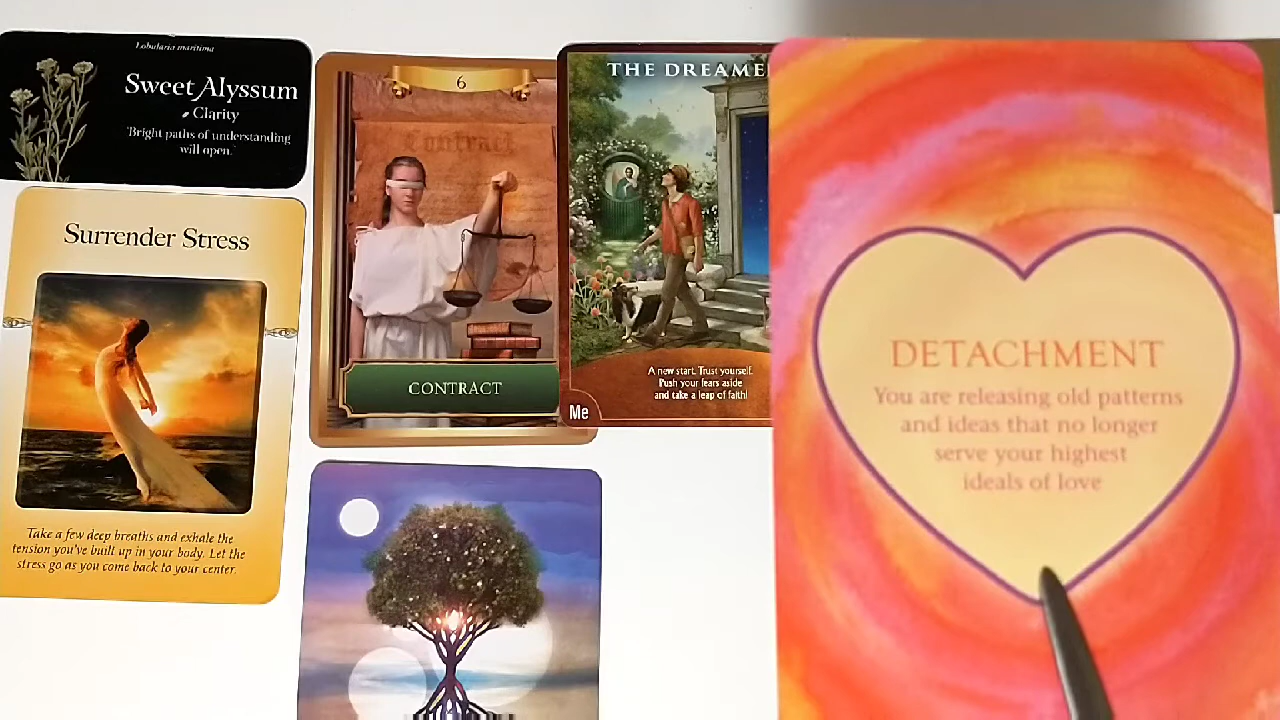 Lobularia maritima
Sweet Alyssum
Clarity
'Bright paths of understanding
will open.'
Surrender Stress
Take a few deep breaths and exhale the
tension you've built up in your body. Let the
stress go as you come back to your center.
6
Contract
CONTRACT
THE DREAME
A new start. Trust yourself.
Push your fears aside
and take a leap of faith!
Me
DETACHMENT
You are releasing old patterns
and ideas that no longer
serve your highest
ideals of love